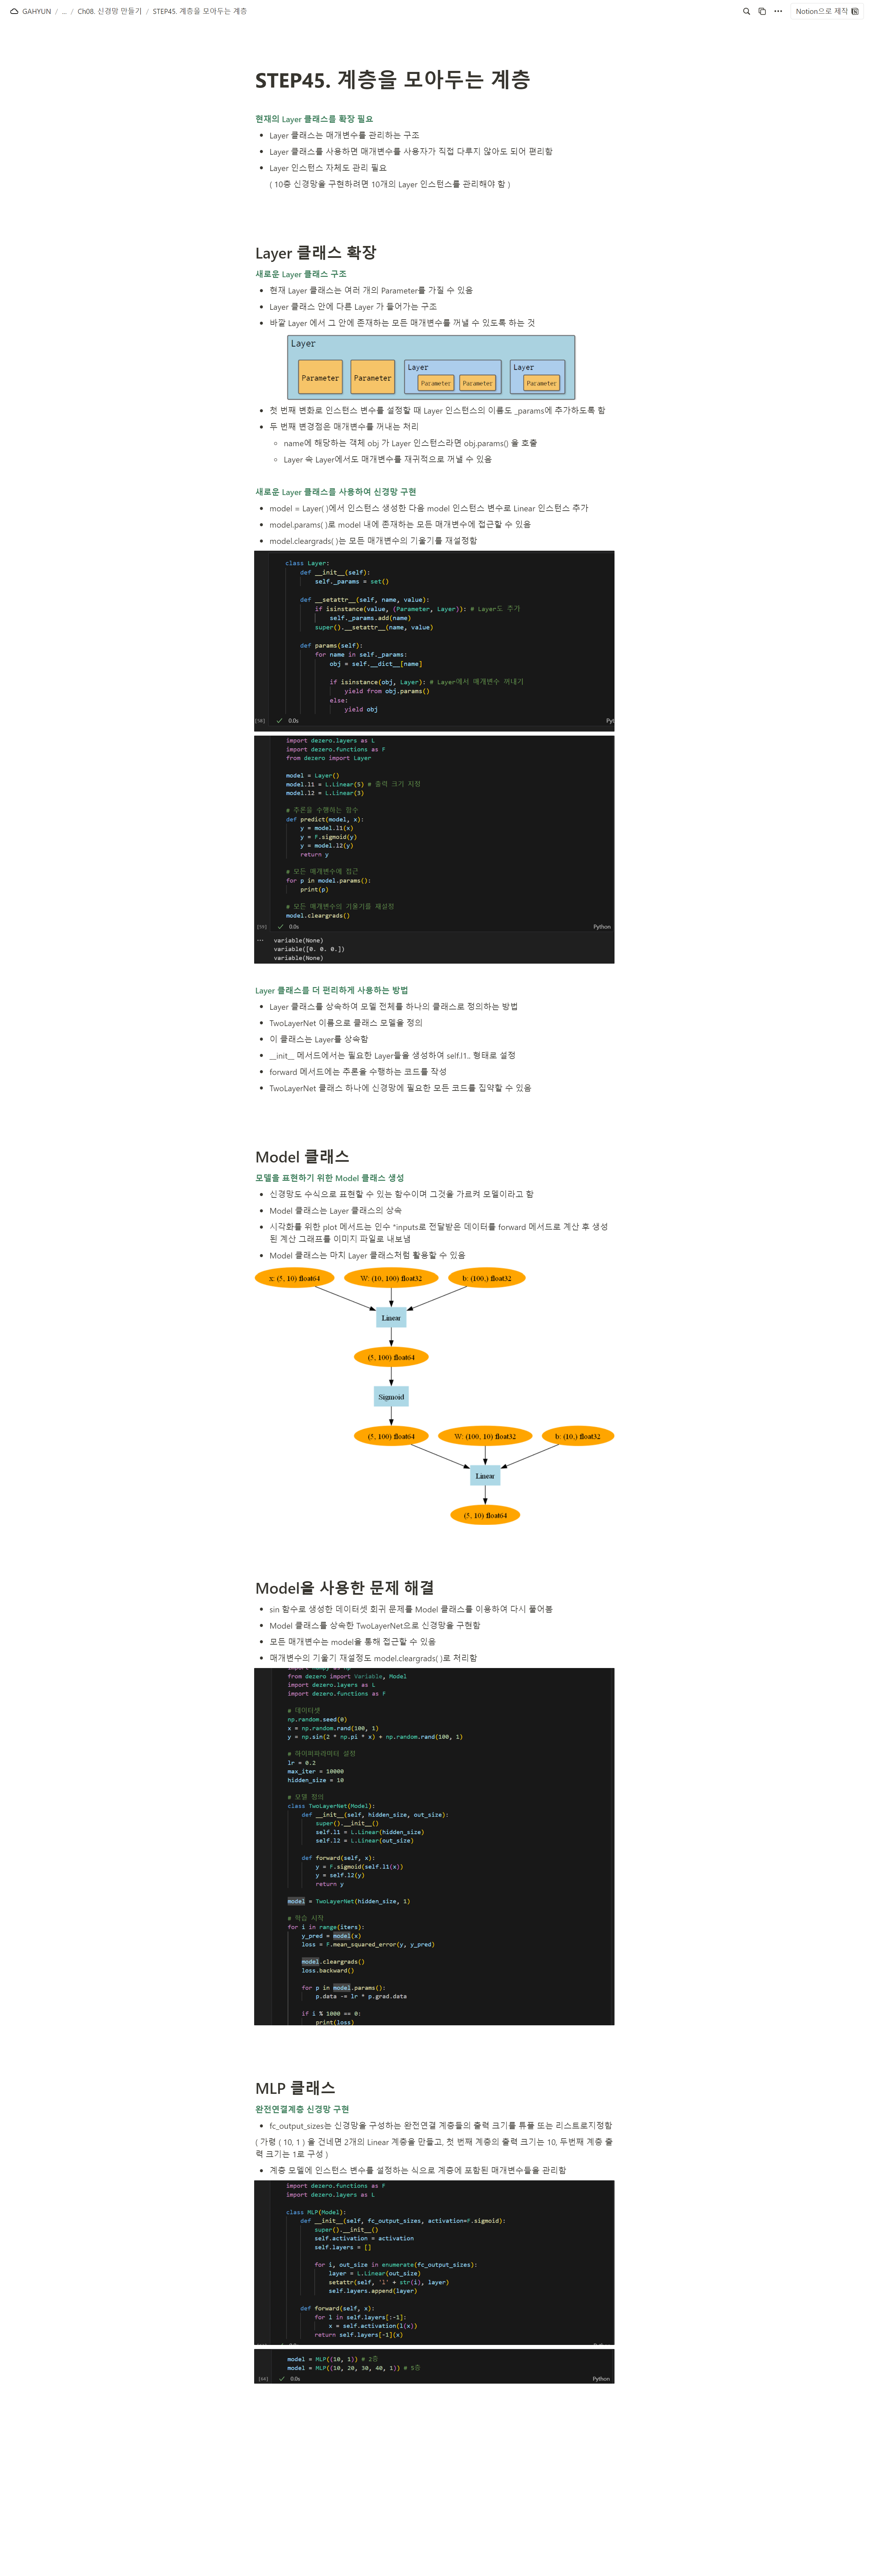 GAHYUN / ... / Ch08. 신경망 만들기 / STEP45. 계층을 모아두는 계층
Notion으로 제작
STEP45. 계층을 모아두는 계층
현재의 Layer 클래스를 확장 필요
• Layer 클래스는 매개변수를 관리하는 구조
• Layer 클래스를 사용하면 매개변수를 사용자가 직접 다루지 않아도 되어 편리함
• Layer 인스턴스 자체도 관리 필요
( 10층 신경망을 구현하려면 10개의 Layer 인스턴스를 관리해야 함 )
Layer 클래스 확장
새로운 Layer 클래스 구조
• 현재 Layer 클래스는 여러 개의 Parameter를 가질 수 있음
• Layer 클래스 안에 다른 Layer 가 들어가는 구조
• 바깥 Layer 에서 그 안에 존재하는 모든 매개변수를 꺼낼 수 있도록 하는 것
Layer
Parameter
Parameter
Layer
Parameter
Parameter
Layer
Parameter
• 첫 번째 변화로 인스턴스 변수를 설정할 때 Layer 인스턴스의 이름도 _params에 추가하도록 함
• 두 번째 변경점은 매개변수를 꺼내는 처리
◦ name에 해당하는 객체 obj 가 Layer 인스턴스라면 obj.params() 을 호출
◦ Layer 속 Layer에서도 매개변수를 재귀적으로 꺼낼 수 있음
새로운 Layer 클래스를 사용하여 신경망 구현
• model = Layer( )에서 인스턴스 생성한 다음 model 인스턴스 변수로 Linear 인스턴스 추가
• model.params( )로 model 내에 존재하는 모든 매개변수에 접근할 수 있음
• model.cleargrads( )는 모든 매개변수의 기울기를 재설정함
class Layer:
def __init__(self):
self._params = set()
def __setattr__(self, name, value):
if isinstance(value, (Parameter, Layer)): # Layer도 추가
self._params.add(name)
super().__setattr__(name, value)
def params(self):
for name in self._params:
obj = self.__dict__[name]
if isinstance(obj, Layer): # Layer에서 매개변수 꺼내기
yield from obj.params()
else:
yield obj
[58] ✓ 0.0s Pyt
import dezero.layers as L
import dezero.functions as F
from dezero import Layer
model = Layer()
model.l1 = L.Linear(5) # 출력 크기 지정
model.l2 = L.Linear(3)
# 추론을 수행하는 함수
def predict(model, x):
y = model.l1(x)
y = F.sigmoid(y)
y = model.l2(y)
return y
# 모든 매개변수에 접근
for p in model.params():
print(p)
# 모든 매개변수의 기울기를 재설정
model.cleargrads()
[59] ✓ 0.0s Python
... variable(None)
variable([0. 0. 0.])
variable(None)
Layer 클래스를 더 편리하게 사용하는 방법
• Layer 클래스를 상속하여 모델 전체를 하나의 클래스로 정의하는 방법
• TwoLayerNet 이름으로 클래스 모델을 정의
• 이 클래스는 Layer를 상속함
• __init__ 메서드에서는 필요한 Layer들을 생성하여 self.l1.. 형태로 설정
• forward 메서드에는 추론을 수행하는 코드를 작성
• TwoLayerNet 클래스 하나에 신경망에 필요한 모든 코드를 집약할 수 있음
Model 클래스
모델을 표현하기 위한 Model 클래스 생성
• 신경망도 수식으로 표현할 수 있는 함수이며 그것을 가르켜 모델이라고 함
• Model 클래스는 Layer 클래스의 상속
• 시각화를 위한 plot 메서드는 인수 *inputs로 전달받은 데이터를 forward 메서드로 계산 후 생성
된 계산 그래프를 이미지 파일로 내보냄
• Model 클래스는 마치 Layer 클래스처럼 활용할 수 있음
x: (5, 10) float64
W: (10, 100) float32
b: (100,) float32
Linear
(5, 100) float64
Sigmoid
(5, 100) float64
W: (100, 10) float32
b: (10,) float32
Linear
(5, 10) float64
Model을 사용한 문제 해결
• sin 함수로 생성한 데이터셋 회귀 문제를 Model 클래스를 이용하여 다시 풀어봄
• Model 클래스를 상속한 TwoLayerNet으로 신경망을 구현함
• 모든 매개변수는 model을 통해 접근할 수 있음
• 매개변수의 기울기 재설정도 model.cleargrads( )로 처리함
import numpy as np
from dezero import Variable, Model
import dezero.layers as L
import dezero.functions as F
# 데이터셋
np.random.seed(0)
x = np.random.rand(100, 1)
y = np.sin(2 * np.pi * x) + np.random.rand(100, 1)
# 하이퍼파라미터 설정
lr = 0.2
max_iter = 10000
hidden_size = 10
# 모델 정의
class TwoLayerNet(Model):
def __init__(self, hidden_size, out_size):
super().__init__()
self.l1 = L.Linear(hidden_size)
self.l2 = L.Linear(out_size)
def forward(self, x):
y = F.sigmoid(self.l1(x))
y = self.l2(y)
return y
model = TwoLayerNet(hidden_size, 1)
# 학습 시작
for i in range(iters):
y_pred = model(x)
loss = F.mean_squared_error(y, y_pred)
model.cleargrads()
loss.backward()
for p in model.params():
p.data -= lr * p.grad.data
if i % 1000 == 0:
print(loss)
MLP 클래스
완전연결계층 신경망 구현
• fc_output_sizes는 신경망을 구성하는 완전연결 계층들의 출력 크기를 튜플 또는 리스트로지정함
( 가령 ( 10, 1 ) 을 건네면 2개의 Linear 계층을 만들고, 첫 번째 계층의 출력 크기는 10, 두번째 계층 출
력 크기는 1로 구성 )
• 계층 모델에 인스턴스 변수를 설정하는 식으로 계층에 포함된 매개변수들을 관리함
import dezero.functions as F
import dezero.layers as L
class MLP(Model):
def __init__(self, fc_output_sizes, activation=F.sigmoid):
super().__init__()
self.activation = activation
self.layers = []
for i, out_size in enumerate(fc_output_sizes):
layer = L.Linear(out_size)
setattr(self, 'l' + str(i), layer)
self.layers.append(layer)
def forward(self, x):
for l in self.layers[:-1]:
x = self.activation(l(x))
return self.layers[-1](x)
model = MLP((10, 1)) # 2층
model = MLP((10, 20, 30, 40, 1)) # 5층
✓ 0.0s Python